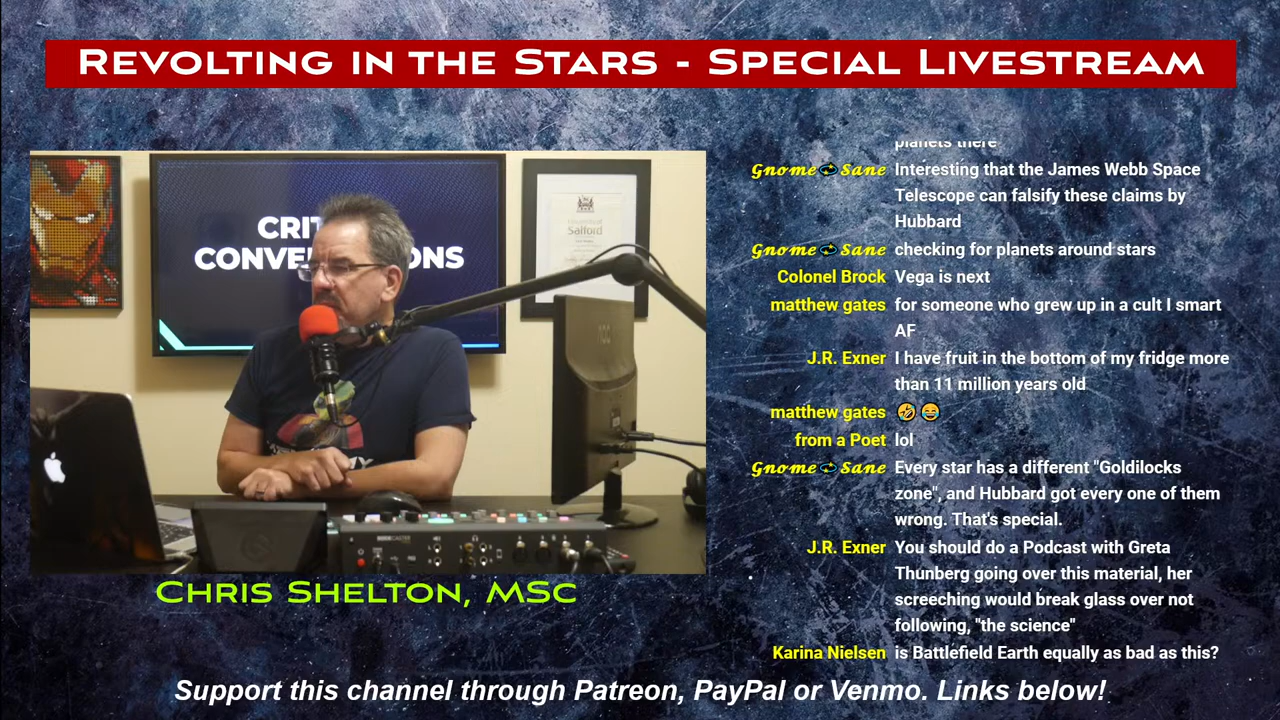 REVOLTING IN THE STARS - SPECIAL LIVESTREAM
CRIT
CONVE ONS
Salford
planets there
Gnome💫Sane Interesting that the James Webb Space
Telescope can falsify these claims by
Hubbard
Gnome💫Sane checking for planets around stars
Colonel Brock Vega is next
matthew gates for someone who grew up in a cult I smart
AF
J.R. Exner I have fruit in the bottom of my fridge more
than 11 million years old
matthew gates 🤣😂
from a Poet lol
Gnome💫Sane Every star has a different "Goldilocks
zone", and Hubbard got every one of them
wrong. That's special.
J.R. Exner You should do a Podcast with Greta
Thunberg going over this material, her
screeching would break glass over not
following, "the science"
Karina Nielsen is Battlefield Earth equally as bad as this?
CHRIS SHELTON, MSC
Support this channel through Patreon, PayPal or Venmo. Links below!